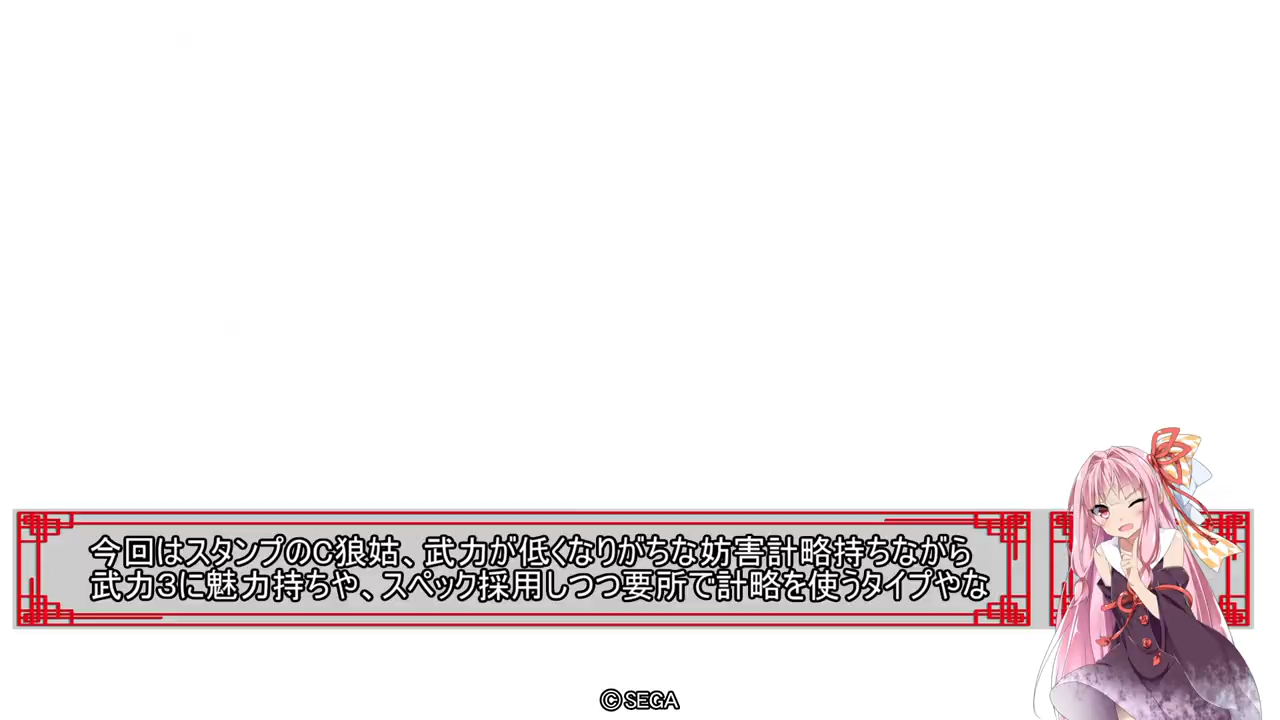 今回はスタンプのC狼姑、武力が低くなりがちな妨害計略持ちながら
武力３に魅力持ちや、スペック採用しつつ要所で計略を使うタイプやな
©SEGA